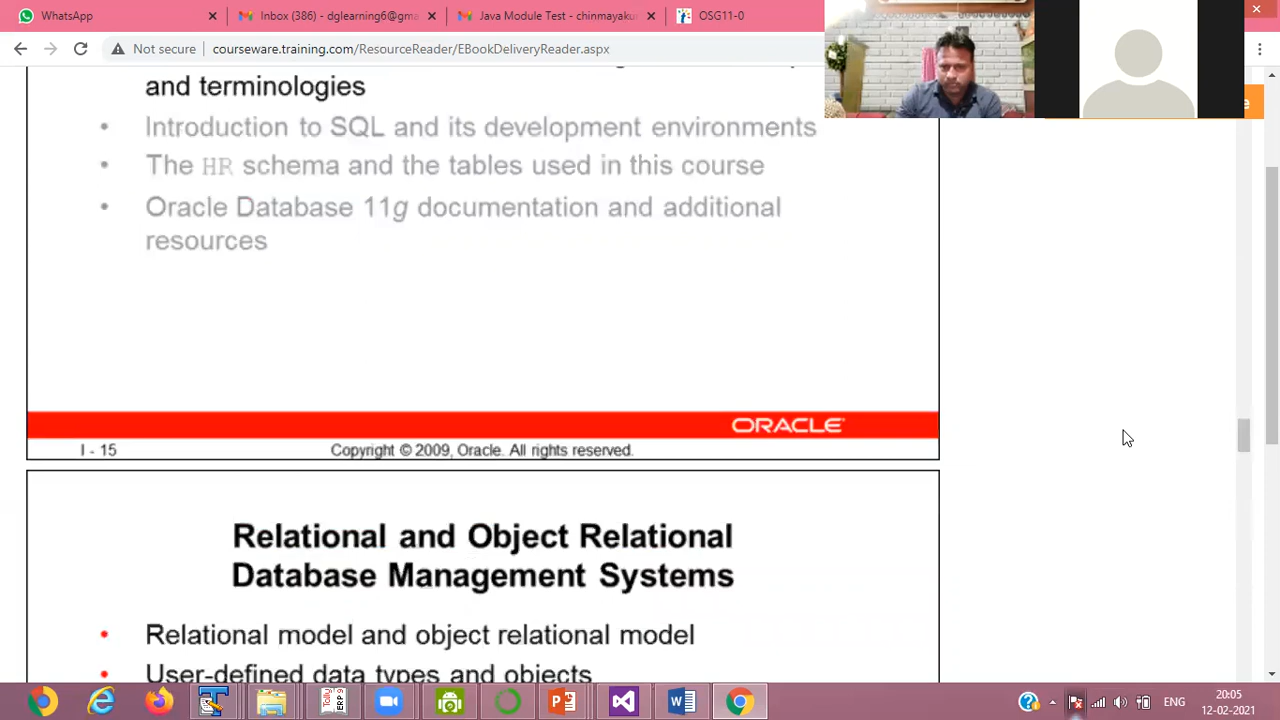 WhatsApp
Inbox (386) - dglearning6@gma
Java Module Test - chinmayaku
OSG11-0
Not secure
courseware.training.com/ResourceReader/EBookDeliveryReader.aspx
and terminologies
• Introduction to SQL and its development environments
• The HR schema and the tables used in this course
• Oracle Database 11g documentation and additional
resources
ORACLE
I - 15
Copyright © 2009, Oracle. All rights reserved.
Relational and Object Relational
Database Management Systems
• Relational model and object relational model
• User-defined data types and objects
ENG
20:05
12-02-2021